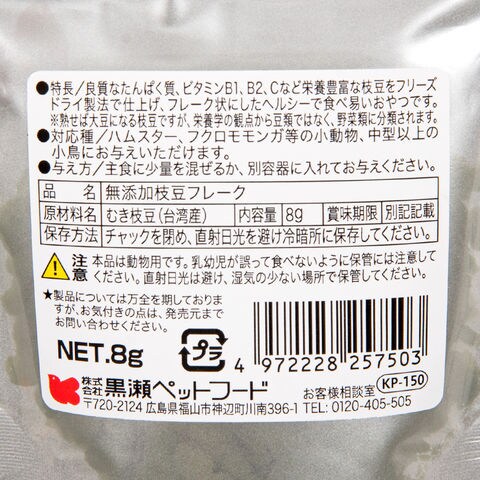 ●特長／良質なたんぱく質、ビタミンB1、B2、Cなど栄養豊富な枝豆をフリーズ
ドライ製法で仕上げ、フレーク状にしたヘルシーで食べ易いおやつです。
※熟せば大豆になる枝豆ですが、栄養学の観点から豆類ではなく、野菜類に分類されます。
●対応種／ハムスター、フクロモモンガ等の小動物、中型以上の
小鳥にお与えいただけます。
●与え方／主食に少量を混ぜるか、別容器に入れてお与えください。
品 名 無添加枝豆フレーク
原材料名 むき枝豆(台湾産) 内容量 8g 賞味期限 別記記載
保存方法 チャックを閉め、直射日光を避け冷暗所に保存してください。
注意 本品は動物用です。乳幼児が誤って食べないように保管には注意して
ください。直射日光は避け、湿気の少ない場所で保管してください。
★製品については万全を期しておりま
すが、お気付きの点は、発売元まで
お問い合わせください。
NET.8g
プラ
4 972228 257503
株式会社 黒瀬ペットフード
お客様相談室 KP-150
〒720-2124 広島県福山市神辺町川南396-1 TEL: 0120-405-505